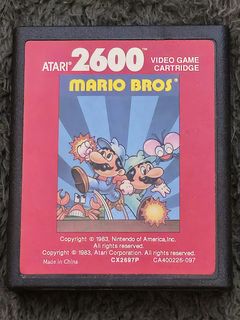 ATARI 2600 VIDEO GAME CARTRIDGE
MARIO BROS
Copyright © 1983, Nintendo of America, Inc.
All rights reserved.
Copyright © 1983, Atari Corporation. All rights reserved.
Made in China CX2697P CA400226-097